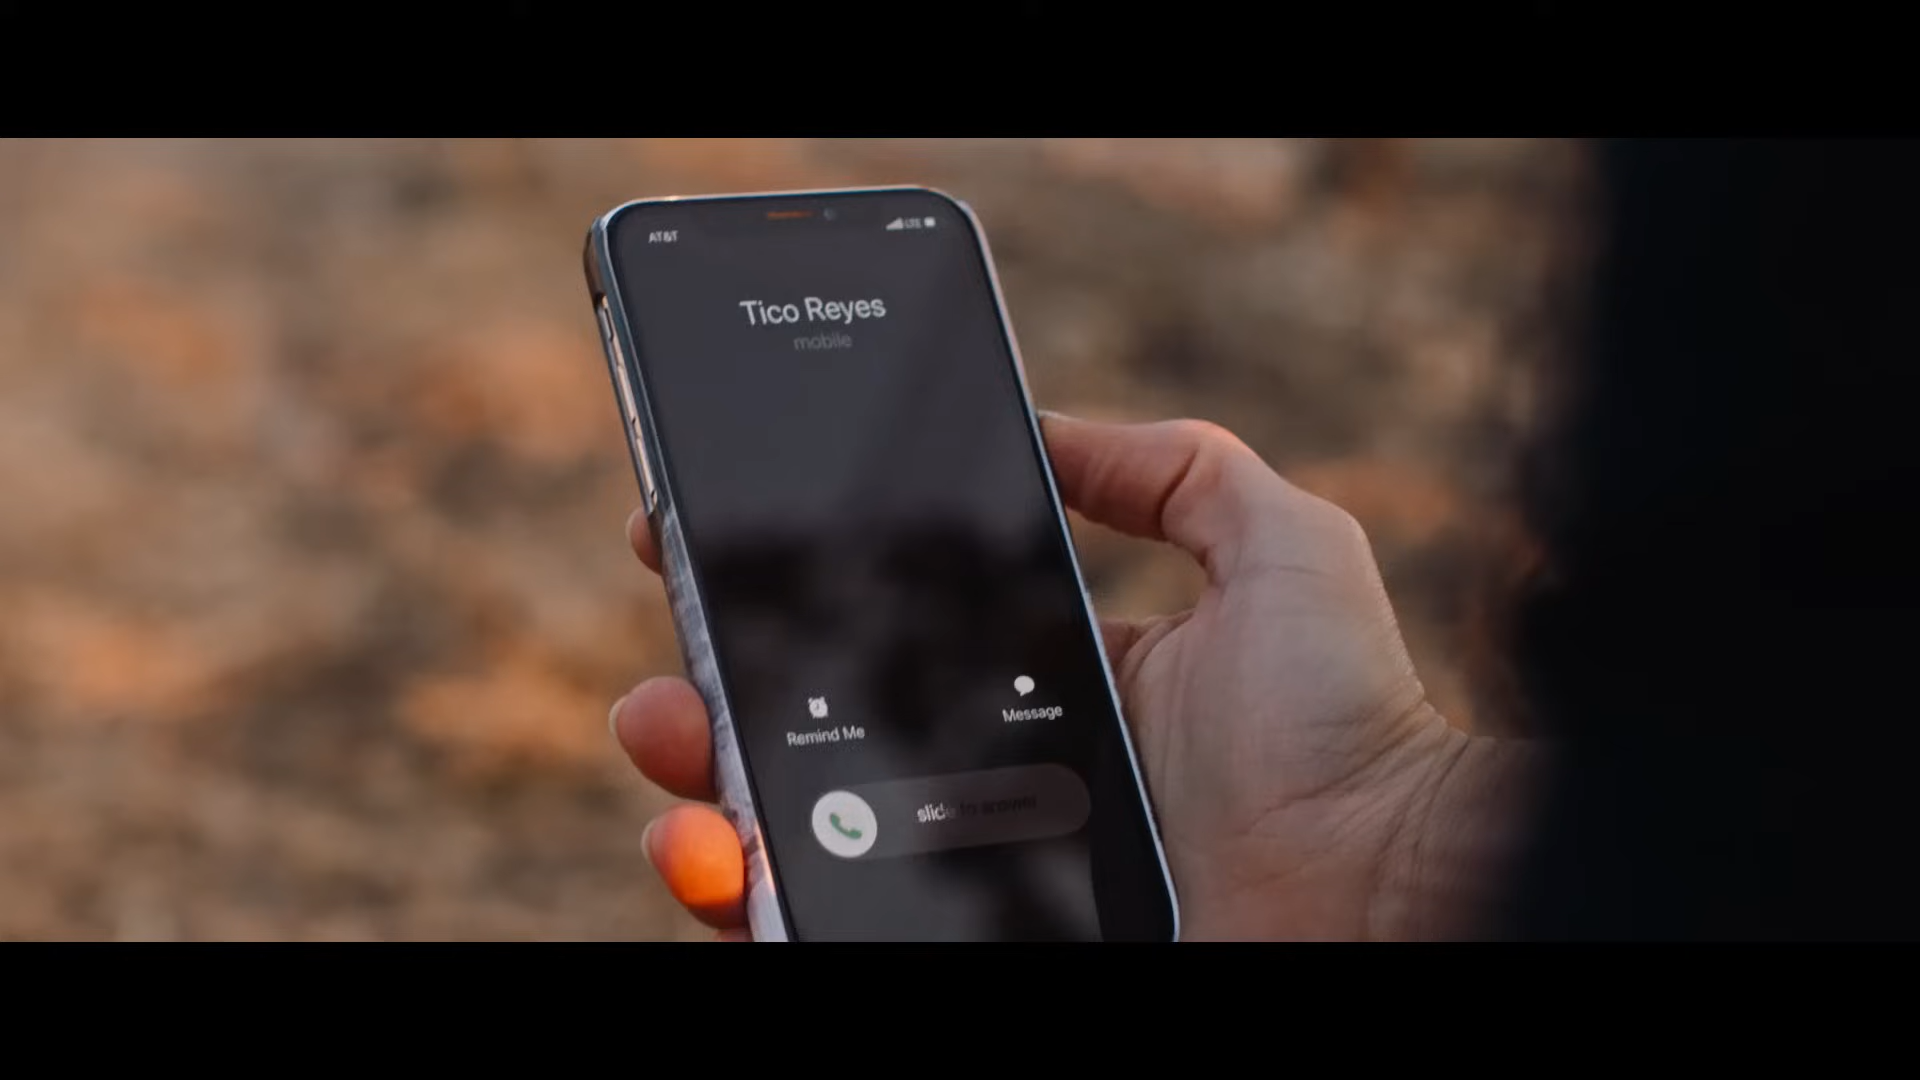 AT&T
LTE
Tico Reyes
mobile
Remind Me
Message
slide to answer